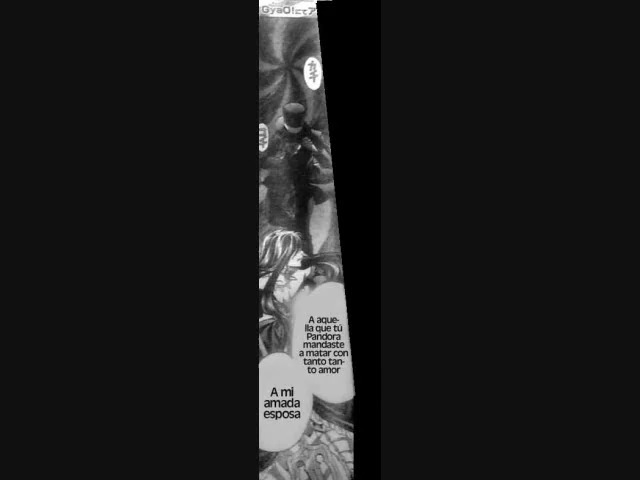 GyaO!にてア
カチ
A aque-
lla que tú
Pandora
mandaste
a matar con
tanto tan-
to amor
A mi
amada
esposa